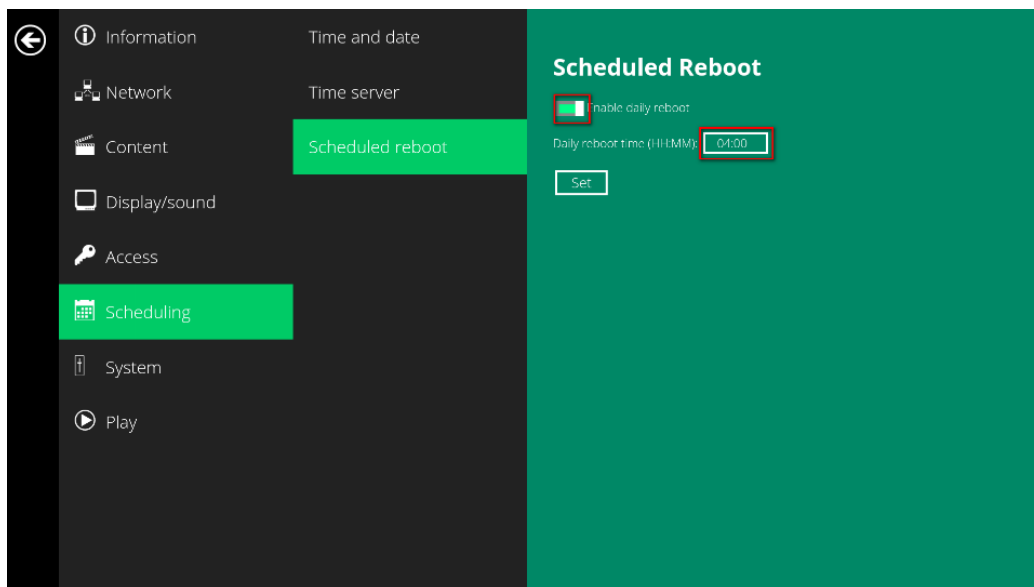 Information
Network
Content
Display/sound
Access
Scheduling
System
Play
Time and date
Time server
Scheduled reboot
Scheduled Reboot
Enable daily reboot
Daily reboot time (HH:MM): 04:00
Set